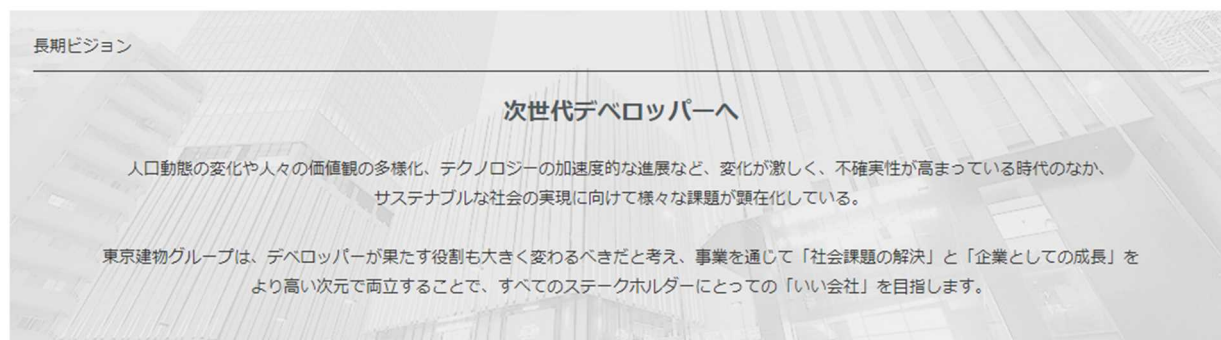 長期ビジョン
次世代デベロッパーへ
人口動態の変化や人々の価値観の多様化、テクノロジーの加速度的な進展など、変化が激しく、不確実性が高まっている時代のなか、
サステナブルな社会の実現に向けて様々な課題が顕在化している。
東京建物グループは、デベロッパーが果たす役割も大きく変わるべきだと考え、事業を通じて「社会課題の解決」と「企業としての成長」を
より高い次元で両立することで、すべてのステークホルダーにとっての「いい会社」を目指します。